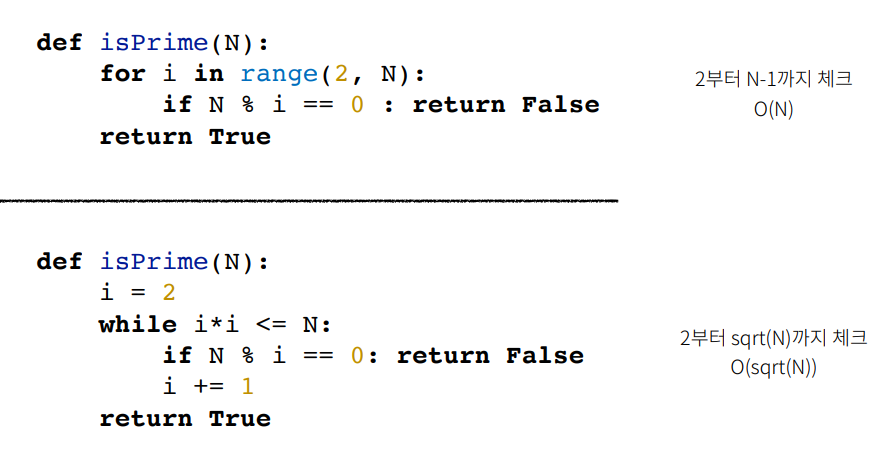 def isPrime(N):
    for i in range(2, N):
        if N % i == 0 : return False
    return True
2부터 N-1까지 체크
O(N)
def isPrime(N):
    i = 2
    while i*i <= N:
        if N % i == 0: return False
        i += 1
    return True
2부터 sqrt(N)까지 체크
O(sqrt(N))